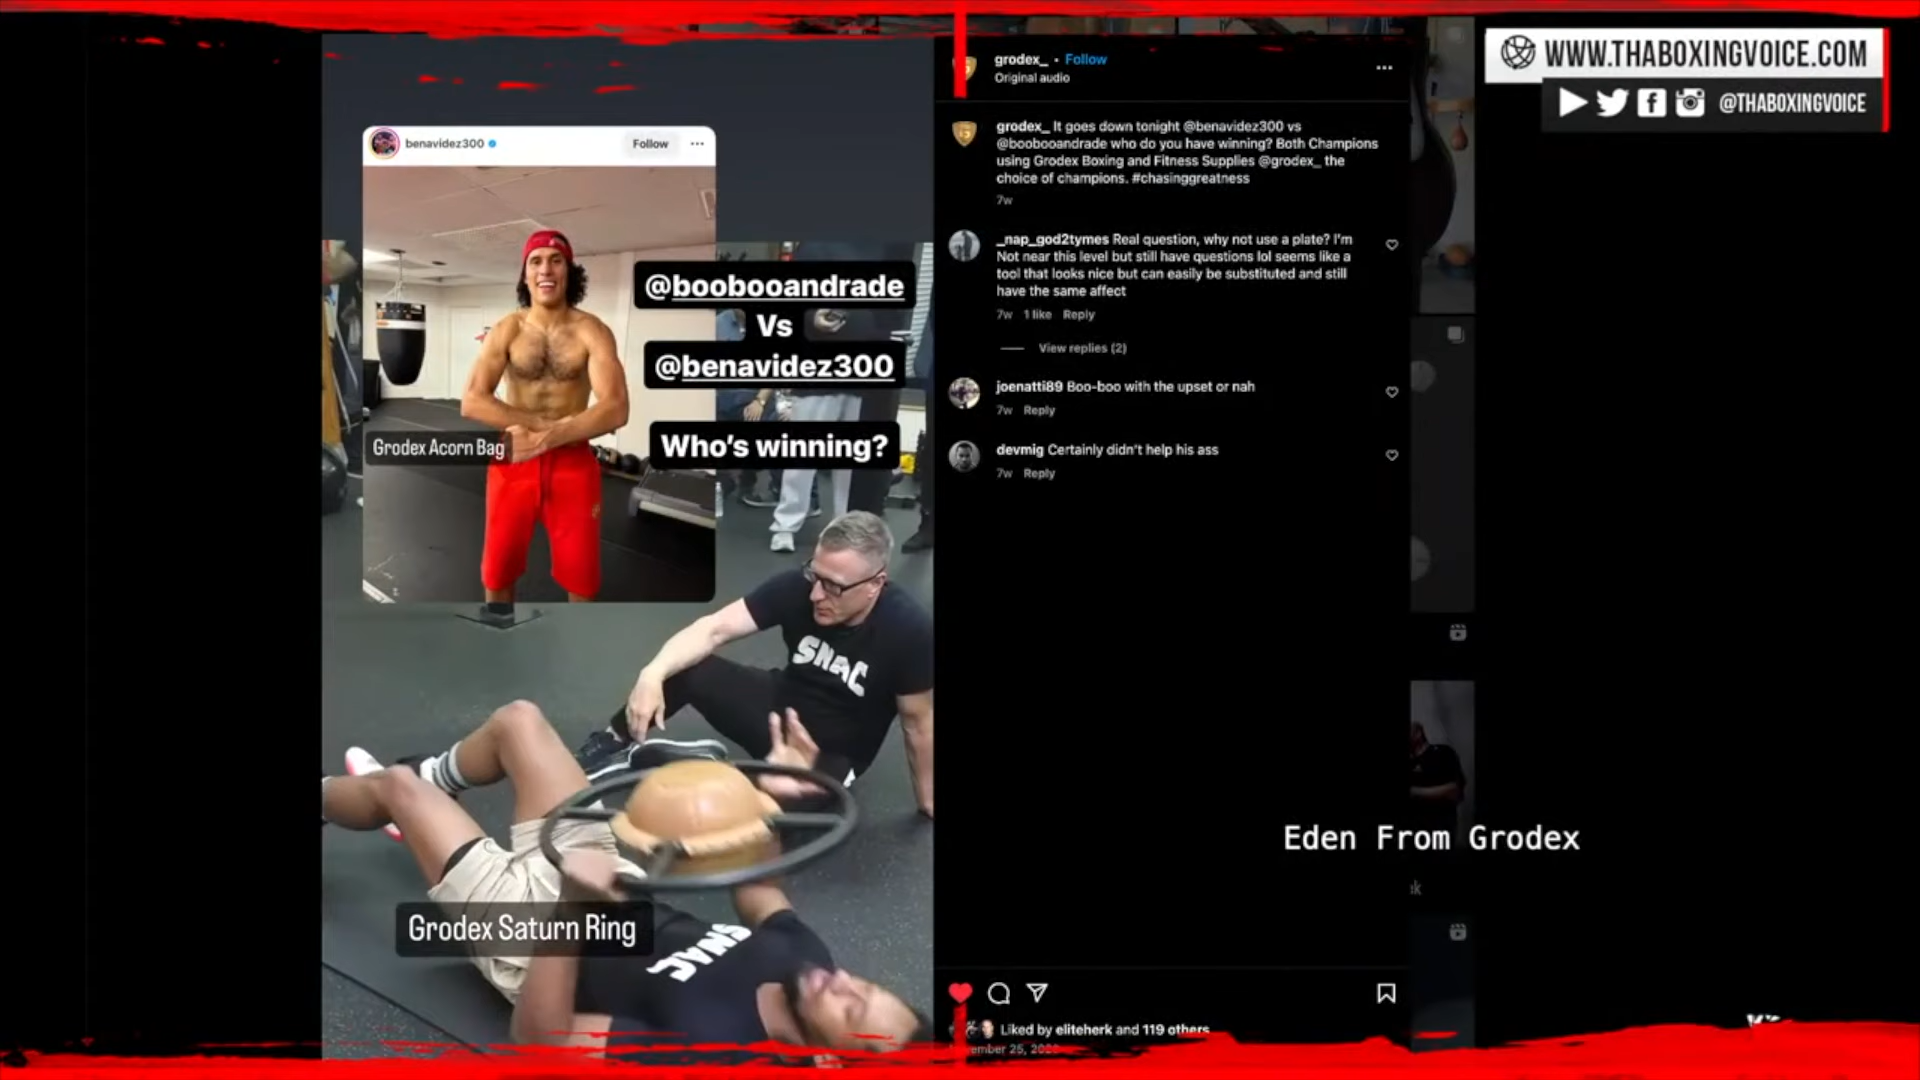 WWW.THABOXINGVOICE.COM
@THABOXINGVOICE
grodex_ • Follow
Original audio
benavidez300
Follow
@boobooandrade
Vs
@benavidez300
Who's winning?
Grodex Acorn Bag
SNAC
Grodex Saturn Ring
SNAC
grodex_ It goes down tonight @benavidez300 vs
@boobooandrade who do you have winning? Both Champions
using Grodex Boxing and Fitness Supplies @grodex_ the
choice of champions. #chasinggreatness
7w
_nap_god2tymes Real question, why not use a plate? I'm
Not near this level but still have questions lol seems like a
tool that looks nice but can easily be substituted and still
have the same affect
7w 1 like Reply
View replies (2)
joenatti89 Boo-boo with the upset or nah
7w Reply
devmig Certainly didn't help his ass
7w Reply
Eden From Grodex
Liked by eliteherk and 119 others